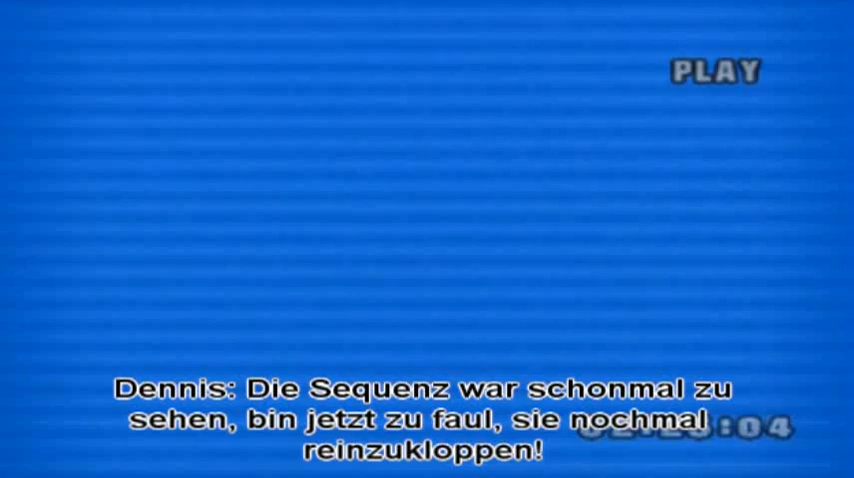 PLAY
Dennis: Die Sequenz war schonmal zu
sehen, bin jetzt zu faul, sie nochmal
reinzukloppen!